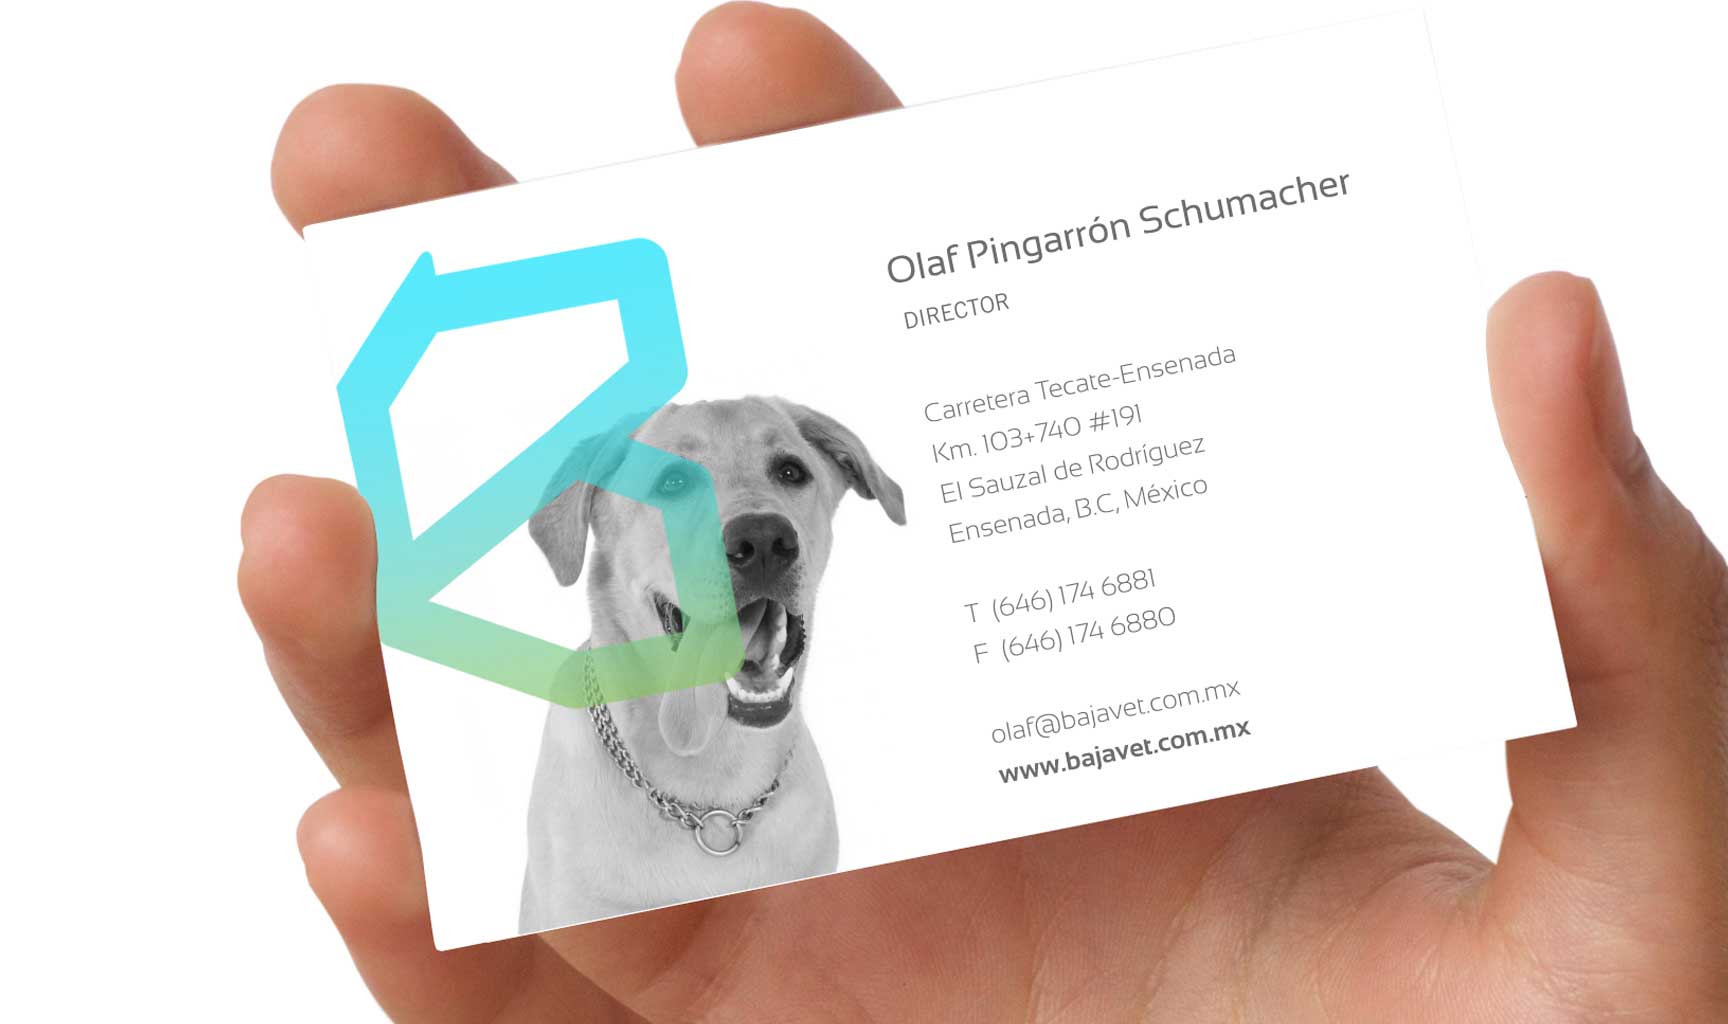 Olaf Pingarrón Schumacher
DIRECTOR
Carretera Tecate-Ensenada
Km. 103+740 #191
El Sauzal de Rodríguez
Ensenada, B.C, México
T (646) 174 6881
F (646) 174 6880
olaf@bajavet.com.mx
www.bajavet.com.mx